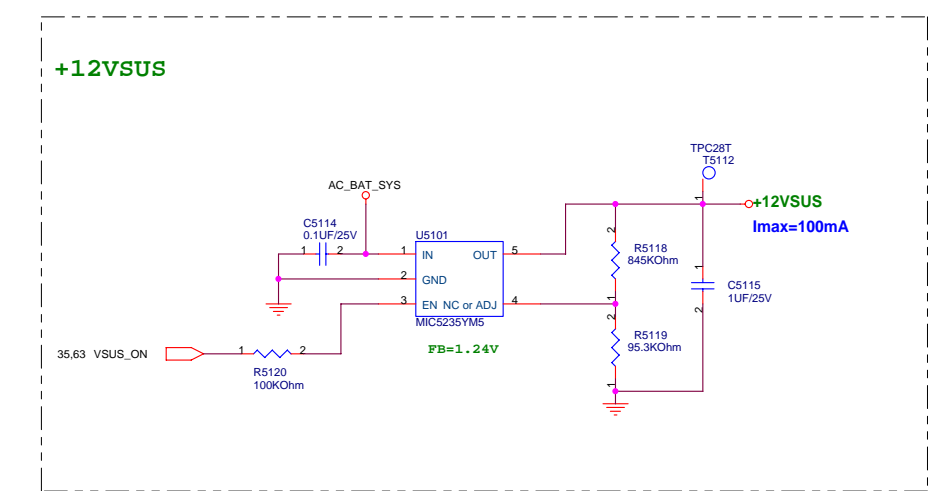 +12VSUS
TPC28T
T5112
1
AC_BAT_SYS
+12VSUS
Imax=100mA
C5114
0.1UF/25V
1 2
U5101
1 IN OUT 5
2 GND
3 EN NC or ADJ 4
MIC5235YM5
FB=1.24V
2
R5118
845KOhm
1
1
C5115
1UF/25V
2
2
R5119
95.3KOhm
1
35,63 VSUS_ON
1 2
R5120
100KOhm